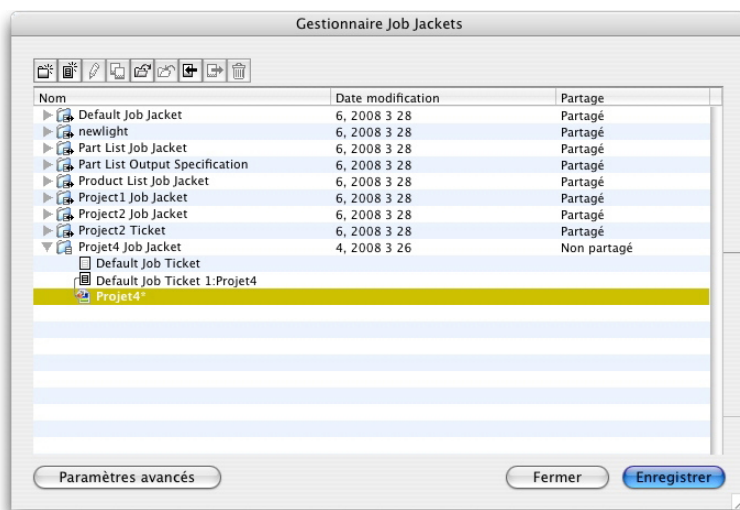 Gestionnaire Job Jackets
Nom Date modification Partage
Default Job Jacket 6, 2008 3 28 Partagé
newlight 6, 2008 3 28 Partagé
Part List Job Jacket 6, 2008 3 28 Partagé
Part List Output Specification 6, 2008 3 28 Partagé
Product List Job Jacket 6, 2008 3 28 Partagé
Project1 Job Jacket 6, 2008 3 28 Partagé
Project2 Job Jacket 6, 2008 3 28 Partagé
Project2 Ticket 6, 2008 3 28 Partagé
Projet4 Job Jacket 4, 2008 3 26 Non partagé
Default Job Ticket
Default Job Ticket 1:Projet4
Projet4*
Paramètres avancés Fermer Enregistrer